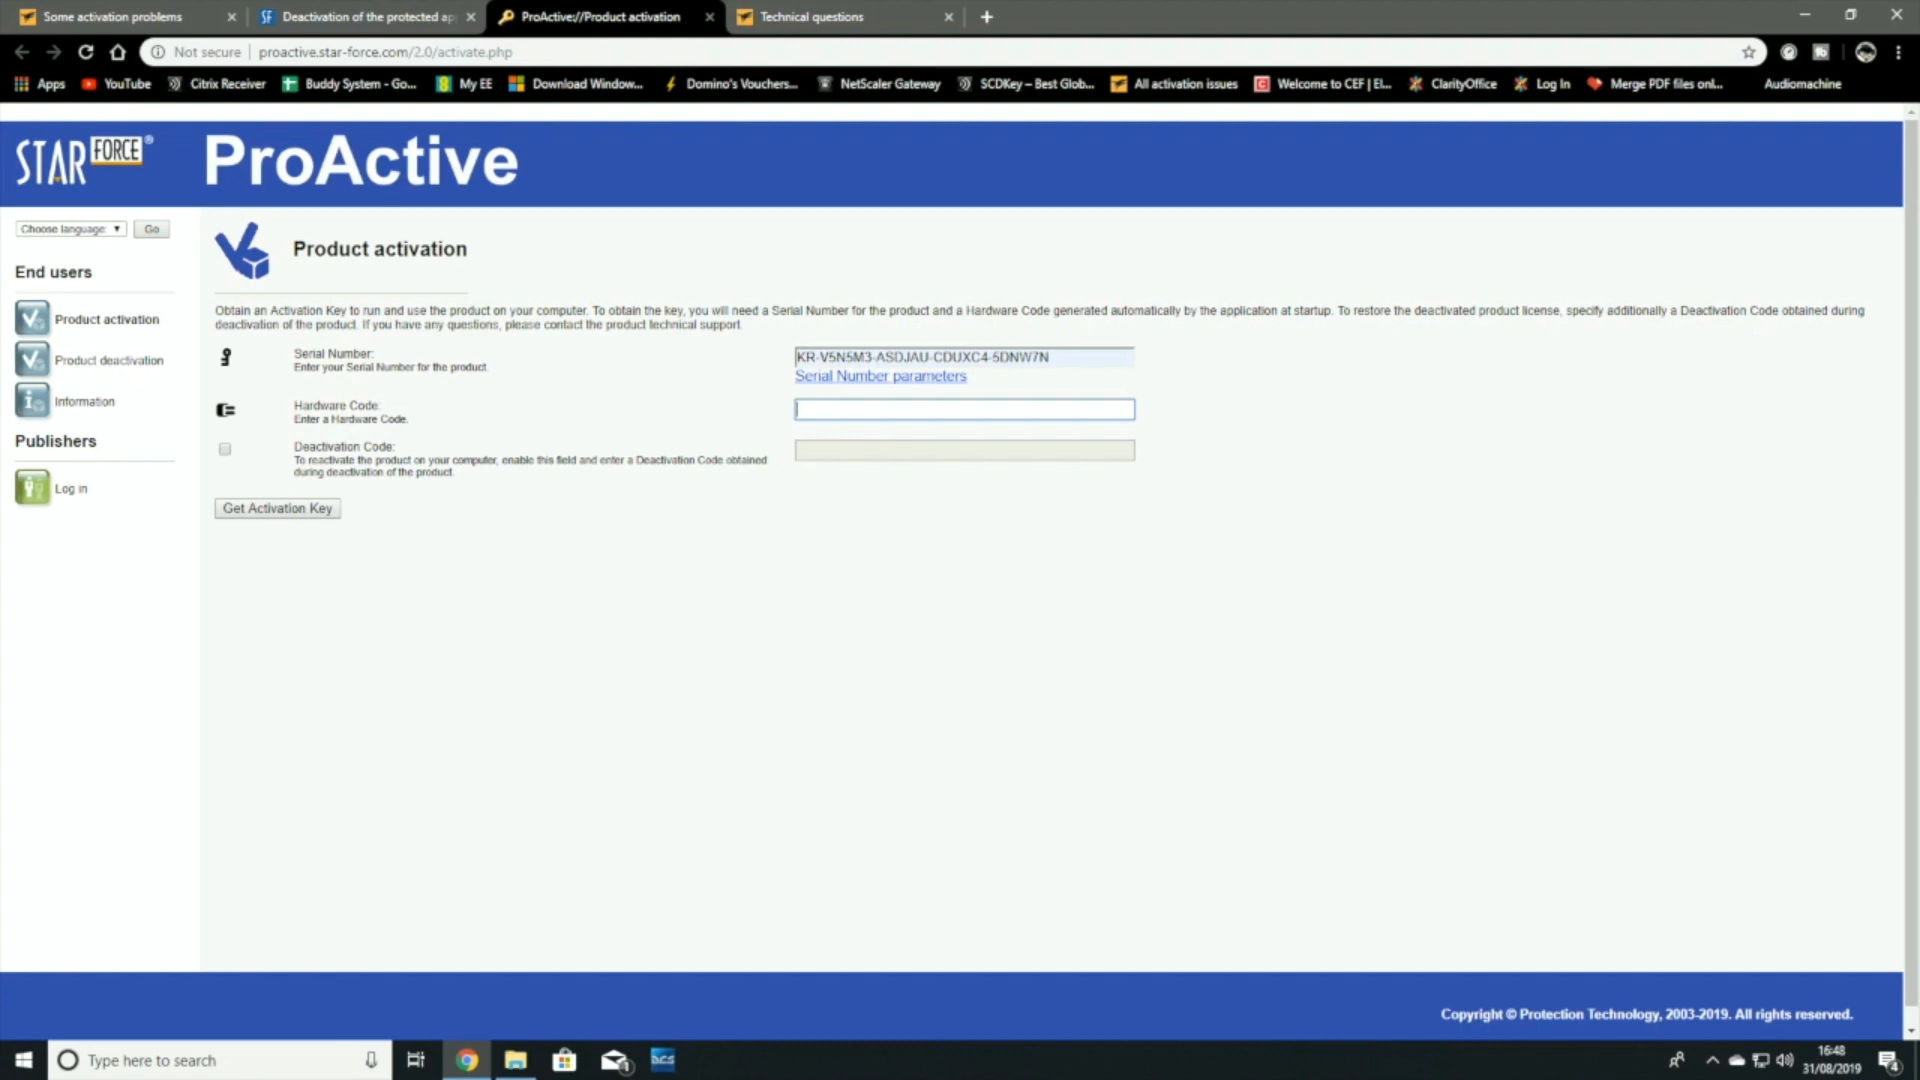 Some activation problems
SF Deactivation of the protected ap
ProActive://Product activation
Technical questions
Not secure | proactive.star-force.com/2.0/activate.php
Apps YouTube Citrix Receiver Buddy System - Go... My EE Download Window... Domino's Vouchers... NetScaler Gateway SCDKey – Best Glob... All activation issues Welcome to CEF | El... ClarityOffice Log In Merge PDF files onl... Audiomachine
STAR FORCE® ProActive
Choose language: Go
End users
Product activation
Product deactivation
Information
Publishers
Log in
Product activation
Obtain an Activation Key to run and use the product on your computer. To obtain the key, you will need a Serial Number for the product and a Hardware Code generated automatically by the application at startup. To restore the deactivated product license, specify additionally a Deactivation Code obtained during
deactivation of the product. If you have any questions, please contact the product technical support.
Serial Number:
Enter your Serial Number for the product.
KR-V5N5M3-ASDJAU-CDUXC4-5DNW7N
Serial Number parameters
Hardware Code:
Enter a Hardware Code.
Deactivation Code:
To reactivate the product on your computer, enable this field and enter a Deactivation Code obtained
during deactivation of the product.
Get Activation Key
Copyright © Protection Technology, 2003-2019. All rights reserved.
Type here to search
DCS
16:48
31/08/2019
4